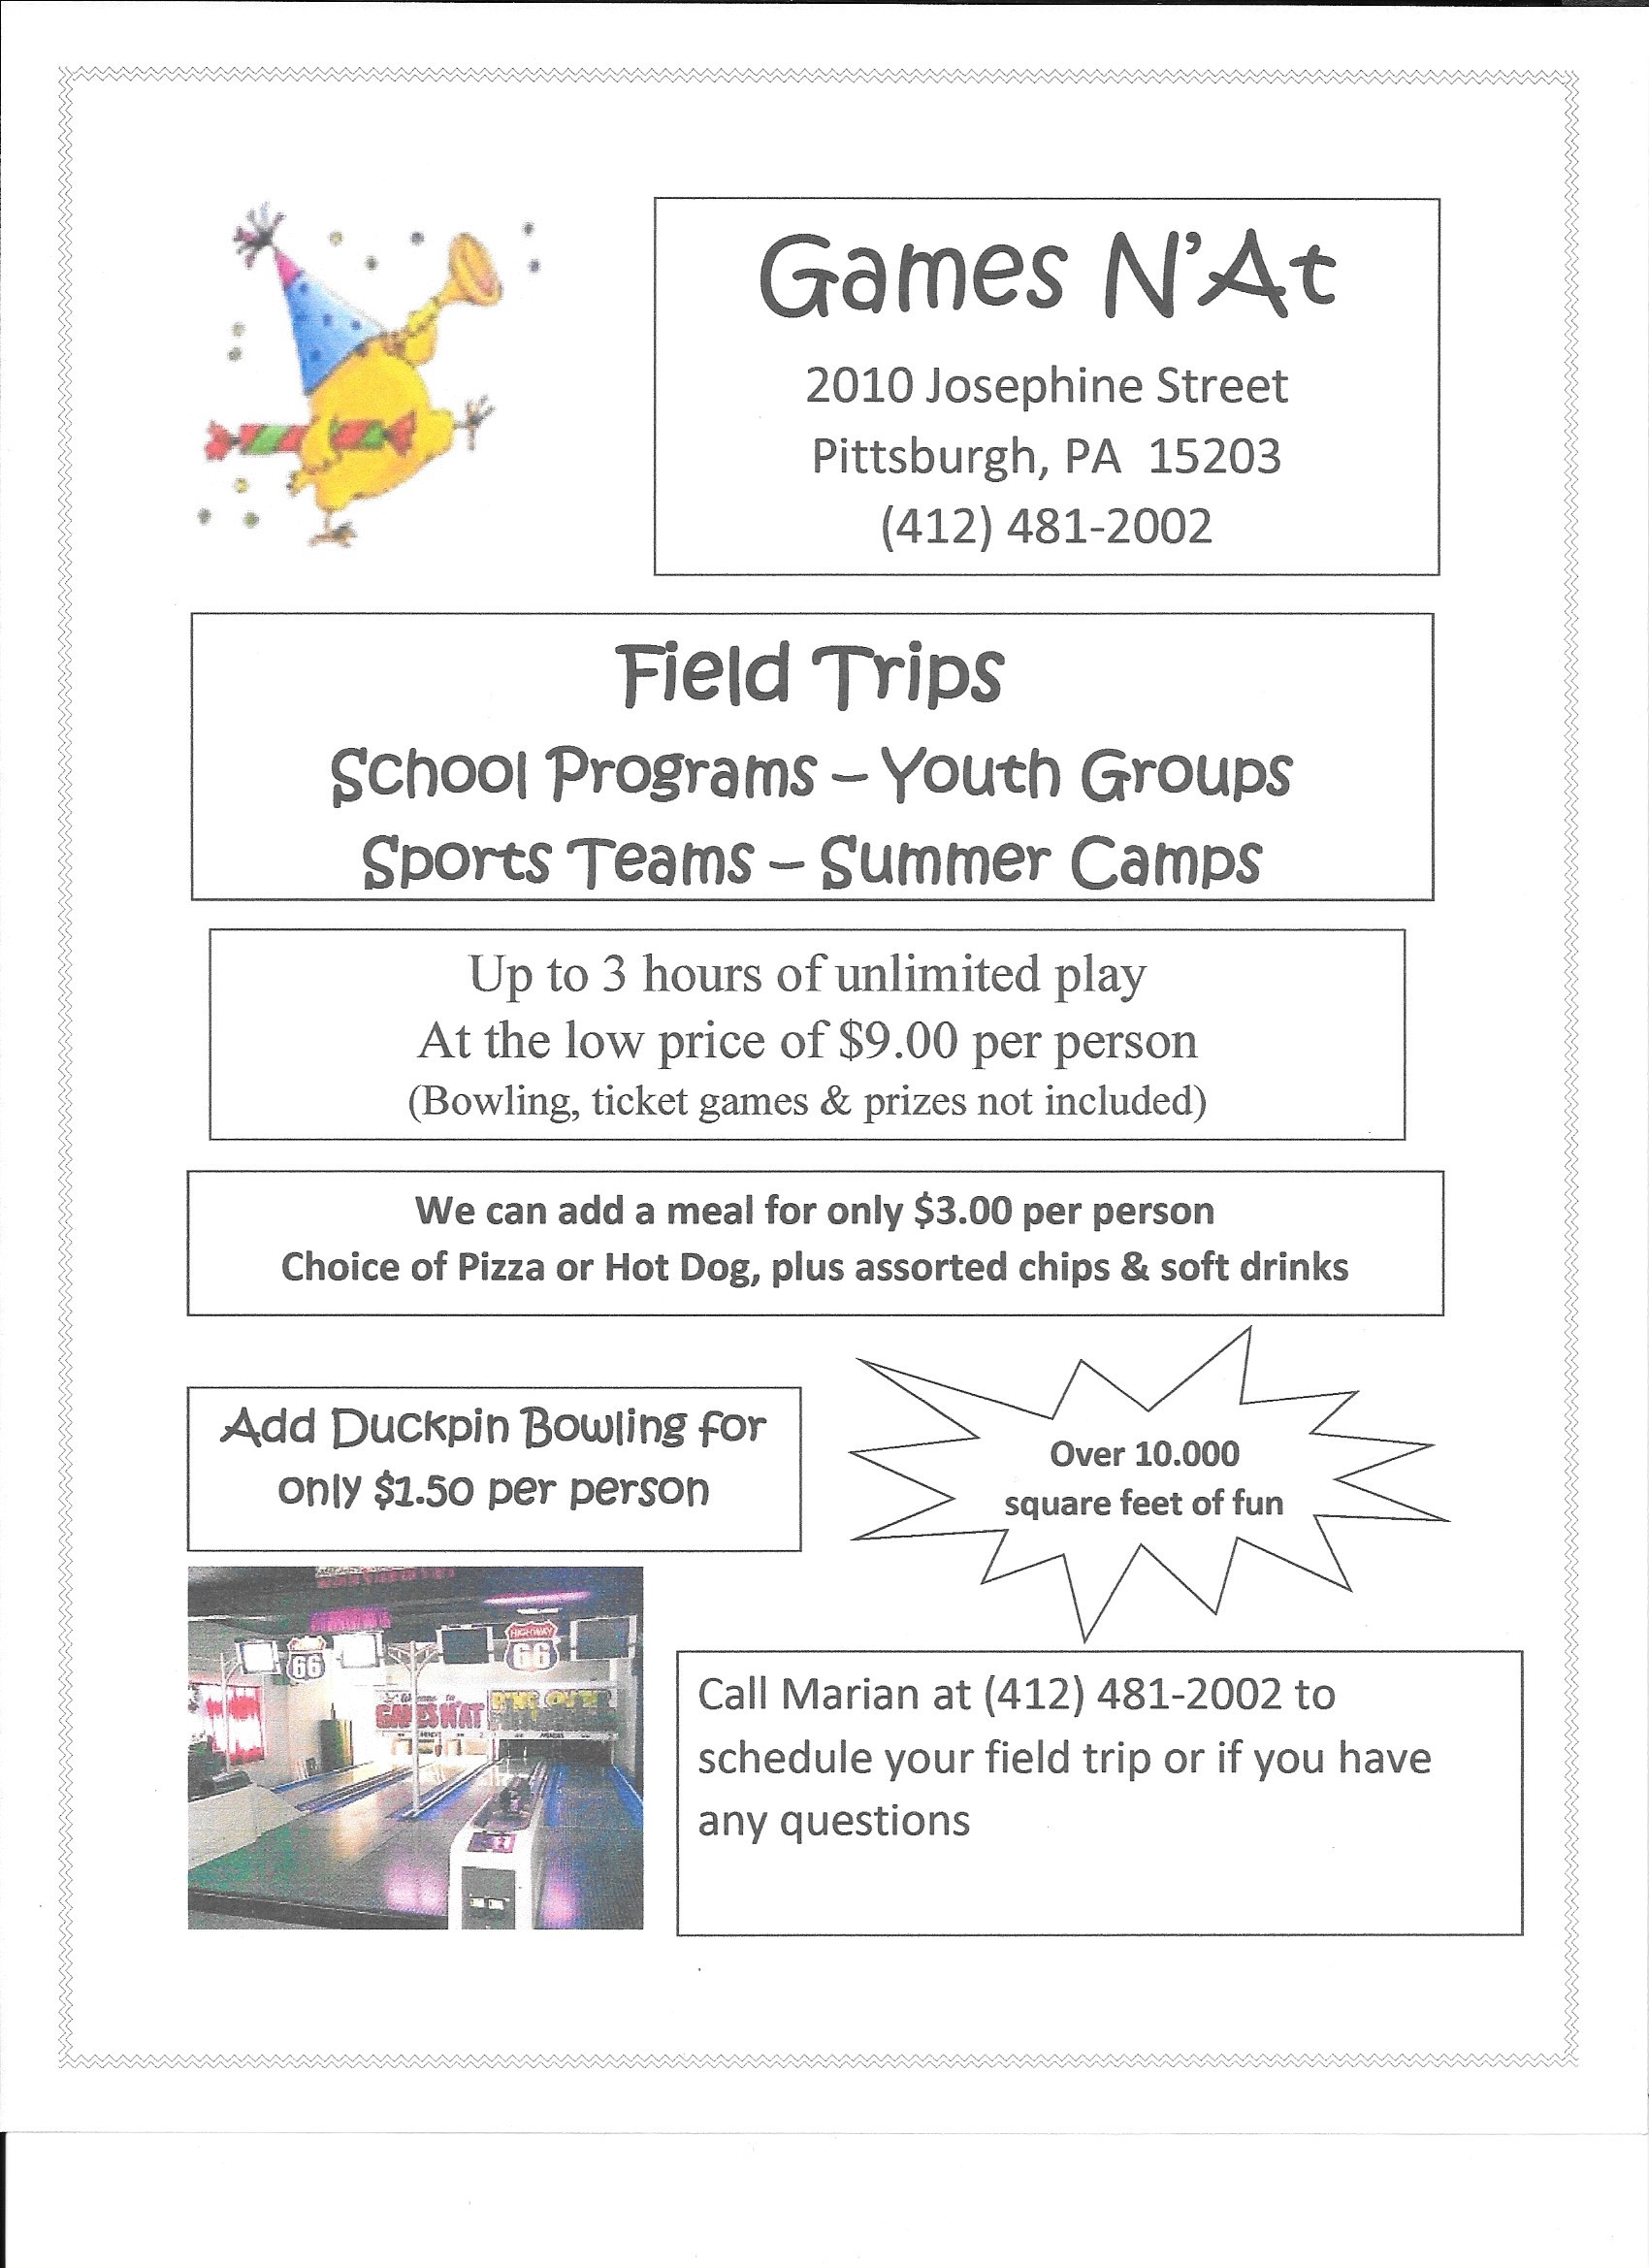 Games N'At
2010 Josephine Street
Pittsburgh, PA 15203
(412) 481-2002
Field Trips
School Programs – Youth Groups
Sports Teams – Summer Camps
Up to 3 hours of unlimited play
At the low price of $9.00 per person
(Bowling, ticket games & prizes not included)
We can add a meal for only $3.00 per person
Choice of Pizza or Hot Dog, plus assorted chips & soft drinks
Add Duckpin Bowling for
only $1.50 per person
Over 10.000
square feet of fun
66
HIGHWAY
66
Welcome to
GAMES N'AT
Call Marian at (412) 481-2002 to
schedule your field trip or if you have
any questions